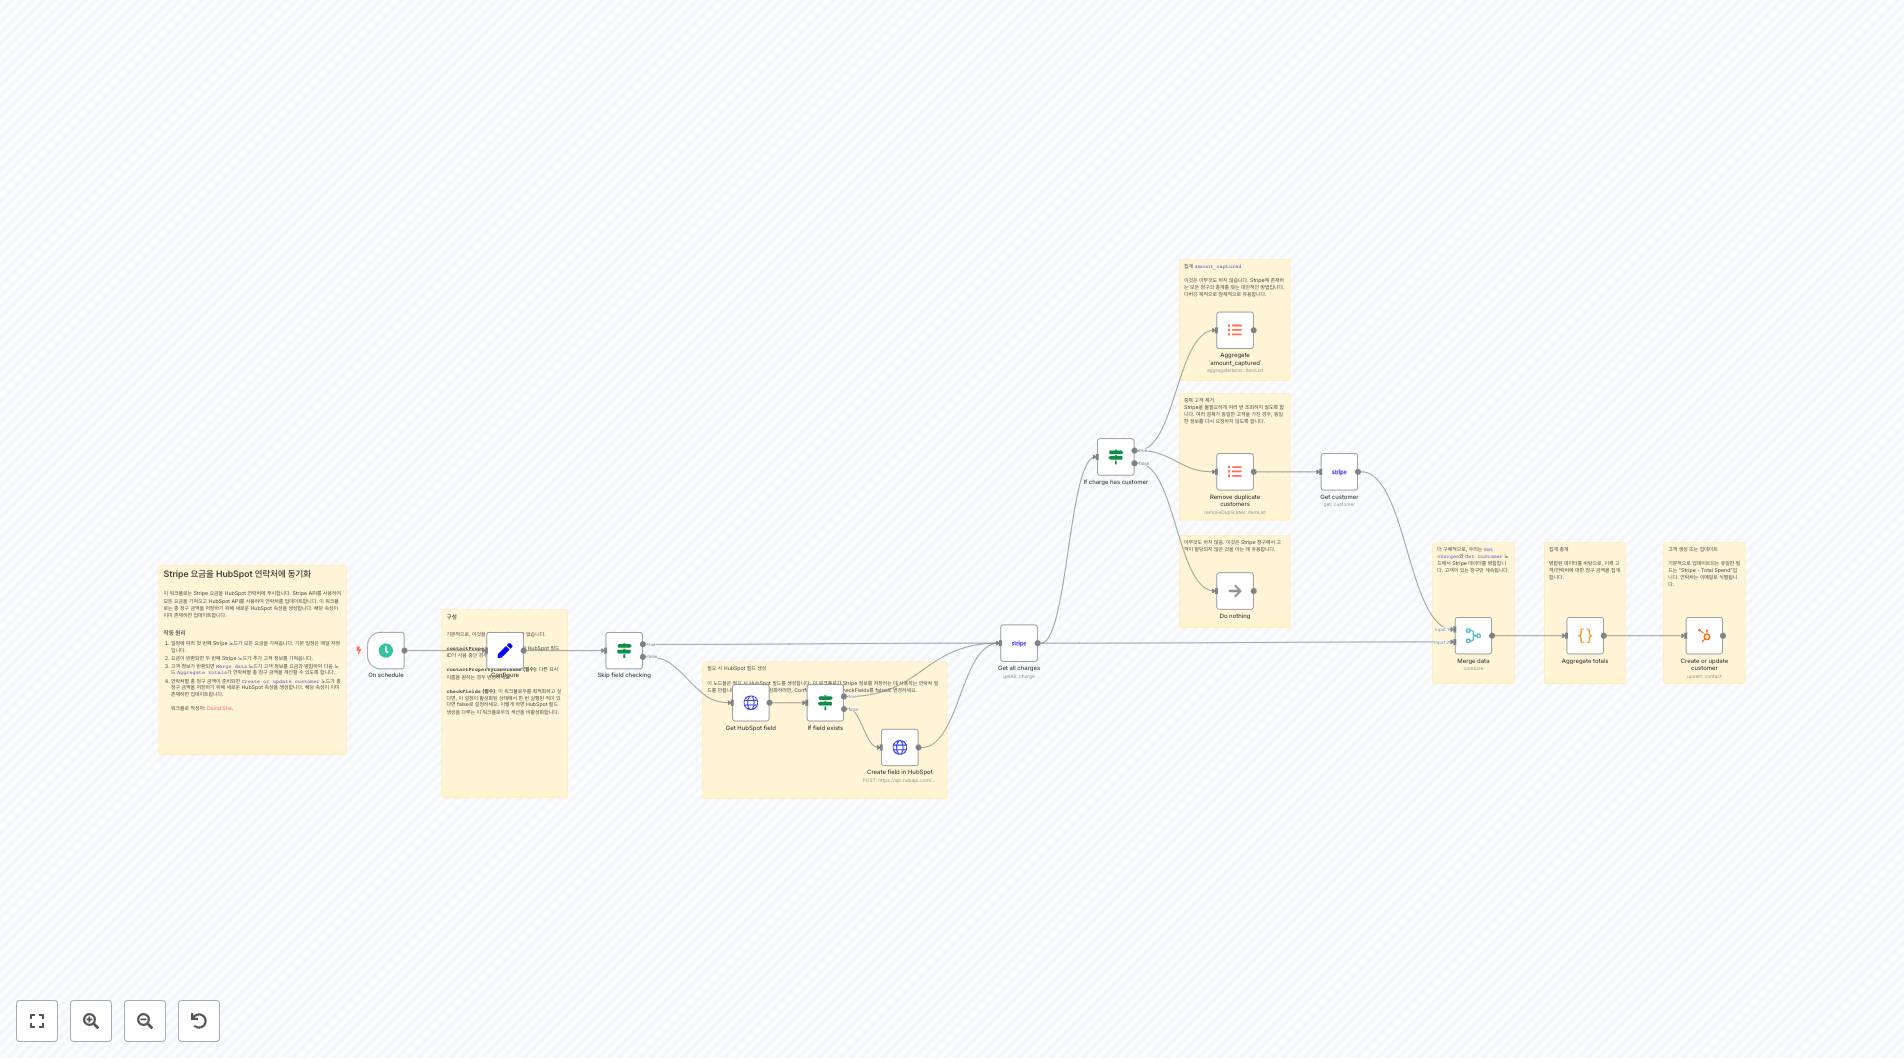 Stripe 요금을 HubSpot 연락처에 동기화
이 워크플로는 Stripe 요금을 HubSpot 연락처에 푸시합니다. Stripe API를 사용하여
모든 요금을 가져오고 HubSpot API를 사용하여 연락처를 업데이트합니다. 이 워크플
로는 총 청구 금액을 저장하기 위해 새로운 HubSpot 속성을 생성합니다. 해당 속성이
이미 존재하면 업데이트합니다.
작동 원리
1. 일정에 따라 첫 번째 Stripe 노드가 모든 요금을 가져옵니다. 기본 설정은 매일 자정
입니다.
2. 요금이 반환되면 두 번째 Stripe 노드가 추가 고객 정보를 가져옵니다.
3. 고객 정보가 반환되면 Merge data 노드가 고객 정보를 요금과 병합하여 다음 노
드 Aggregate totals가 연락처별 총 청구 금액을 계산할 수 있도록 합니다.
4. 연락처별 총 청구 금액이 준비되면 Create or update customer 노드가 총
청구 금액을 저장하기 위해 새로운 HubSpot 속성을 생성합니다. 해당 속성이 이미
존재하면 업데이트합니다.
워크플로 작성자: David Sha.
On schedule
구성
기본적으로, 이것을
없습니다.
HubSpot 필드
ID가 사용 중인
다른 표시
이름을 원하는 경우
checkFields (필수): 이 워크플로우를 최적화하고 싶
다면, 이 설정이 활성화된 상태에서 한 번 실행된 적이 있
다면 false로 설정하세요. 이렇게 하면 HubSpot 필드
생성을 다루는 이 워크플로우의 섹션을 비활성화합니다.
Configure
Skip field checking
true
false
필요 시 HubSpot 필드 생성
이 노드들은 필요 시 HubSpot 필드를 생성합니다. 이 워크플로가 Stripe 정보를 저장하는 데 사용하는 연락처 필
드를 만듭니
checkFields를 false로 변경하세요.
Get HubSpot field
If field exists
true
false
Create field in HubSpot
POST: https://api.hubapi.com/...
stripe
Get all charges
getAll: charge
If charge has customer
true
false
집계 amount_captured
이것은 아무것도 하지 않습니다. Stripe에 존재하
는 모든 청구의 총계를 찾는 대안적인 방법입니다.
디버깅 목적으로 잠재적으로 유용합니다.
Aggregate
`amount_captured`
aggregateItems: itemList
중복 고객 제거
Stripe을 불필요하게 여러 번 조회하지 않도록 합
니다. 여러 결제가 동일한 고객을 가진 경우, 동일
한 정보를 다시 요청하지 않도록 합니다.
Remove duplicate
customers
removeDuplicates: itemList
stripe
Get customer
get: customer
아무것도 하지 않음. 이것은 Stripe 청구에서 고
객이 할당되지 않은 것을 아는 데 유용합니다.
Do nothing
더 구체적으로, 우리는 Get
charges와 Get customer 노
드에서 Stripe 데이터를 병합합니
다. 고객이 있는 청구만 계속됩니다.
Input 1
Input 2
Merge data
combine
집계 총계
병합된 데이터를 바탕으로, 이제 고
객/연락처에 대한 청구 금액을 집계
합니다.
Aggregate totals
고객 생성 또는 업데이트
기본적으로 업데이트되는 유일한 필
드는 "Stripe - Total Spend"입
니다. 연락처는 이메일로 식별됩니
다.
Create or update
customer
upsert: contact